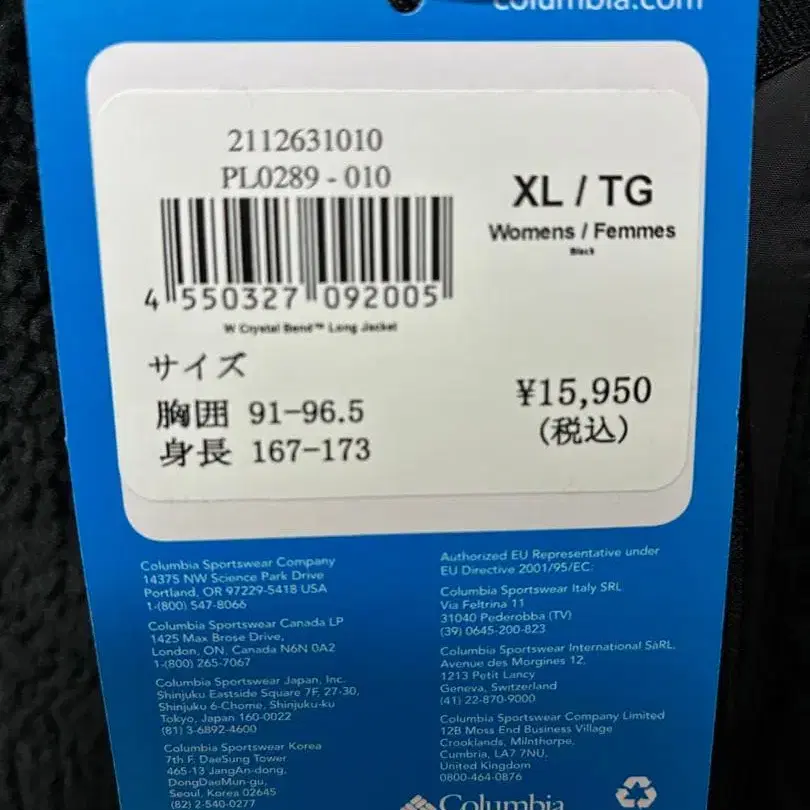 columbia.com
2112631010
PL0289 - 010
XL / TG
Womens / Femmes
Black
4 550327 092005
W Crystal Bend™ Long Jacket
サイズ
胸囲 91-96.5
身長 167-173
¥15,950
(税込)
Columbia Sportswear Company
14375 NW Science Park Drive
Portland, OR 97229-5418 USA
1-(800) 547-8066
Columbia Sportswear Canada LP
1425 Max Brose Drive,
London, ON, Canada N6N 0A2
1-(800) 265-7067
Columbia Sportswear Japan, Inc.
Shinjuku Eastside Square 7F, 27-30,
Shinjuku 6-Chome, Shinjuku-ku
Tokyo, Japan 160-0022
(81) 3-6892-4600
Columbia Sportswear Korea
7th F. DaeSung Tower
465-13 JangAn-dong,
DongDaeMun-gu,
Seoul, Korea 2645
(82) 2-540-0277
Authorized EU Representative under
EU Directive 2001/95/EC:
Columbia Sportswear Italy SRL
Via Feltrina 11
31040 Pederobba (TV)
(39) 0645-200-823
Columbia Sportswear International SàRL,
Avenue des Morgines 12,
1213 Petit Lancy
Geneva, Switzerland
(41) 22-870-9000
Columbia Sportswear Company Limited
12B Moss End Business Village
Crooklands, Milnthorpe,
Cumbria, LA7 7NU,
United Kingdom
0800-464-0876
Columbia